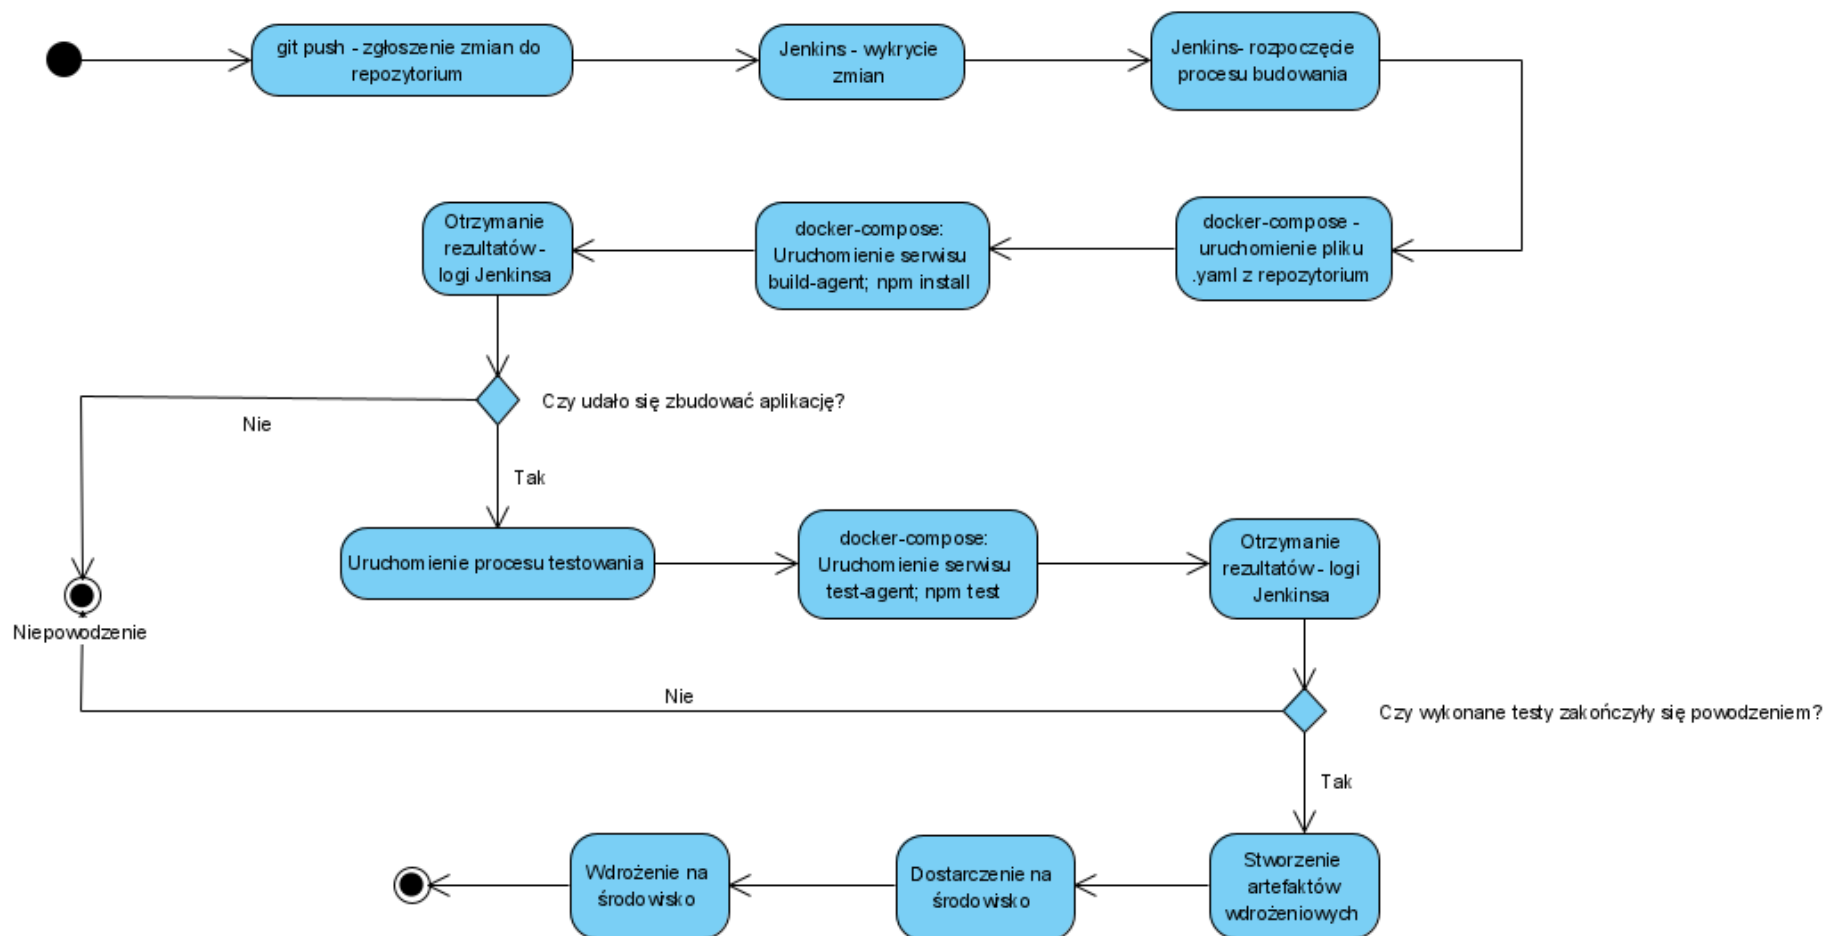 git push - zgłoszenie zmian do
repozytorium
Jenkins - wykrycie
zmian
Jenkins- rozpoczęcie
procesu budowania
Otrzymanie
rezultatów -
logi Jenkinsa
docker-compose:
Uruchomienie serwisu
build-agent; npm install
docker-compose -
uruchomienie pliku
.yaml z repozytorium
Czy udało się zbudować aplikację?
Nie
Tak
Uruchomienie procesu testowania
docker-compose:
Uruchomienie serwisu
test-agent; npm test
Otrzymanie
rezultatów - logi
Jenkinsa
Niepowodzenie
Nie
Czy wykonane testy zakończyły się powodzeniem?
Tak
Wdrożenie na
środowisko
Dostarczenie na
środowisko
Stworzenie
artefaktów
wdrożeniowych